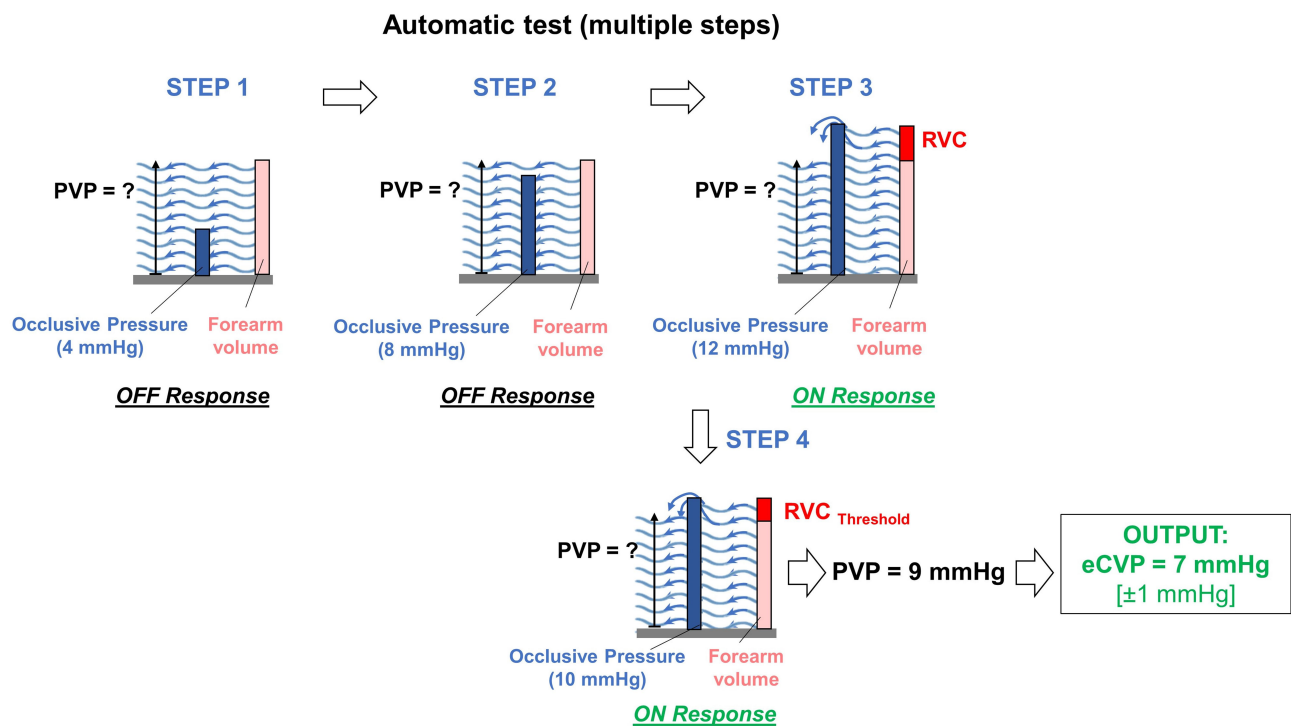 Automatic test (multiple steps)
STEP 1
STEP 2
STEP 3
PVP = ?
PVP = ?
PVP = ?
RVC
Occlusive Pressure
(4 mmHg)
Forearm
volume
Occlusive Pressure
(8 mmHg)
Forearm
volume
Occlusive Pressure
(12 mmHg)
Forearm
volume
OFF Response
OFF Response
ON Response
STEP 4
PVP = ?
RVC Threshold
PVP = 9 mmHg
OUTPUT:
eCVP = 7 mmHg
[±1 mmHg]
Occlusive Pressure
(10 mmHg)
Forearm
volume
ON Response